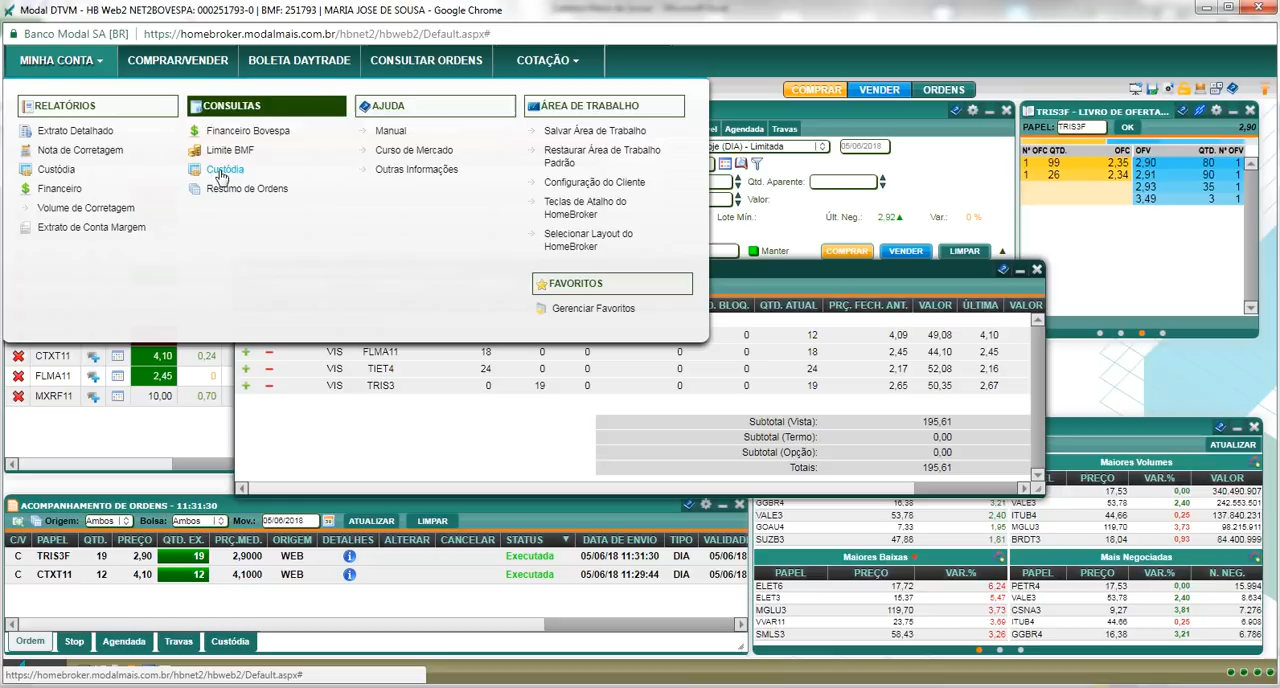 Modal DTVM - HB Web2 NET2BOVESPA: 000251793-0 | BMF: 251793 | MARIA JOSE DE SOUSA - Google Chrome
Banco Modal SA [BR] | https://homebroker.modalmais.com.br/hbnet2/hbweb2/Default.aspx#
MINHA CONTA COMPRAR/VENDER BOLETA DAYTRADE CONSULTAR ORDENS COTAÇÃO
COMPRAR VENDER ORDENS
RELATÓRIOS
Extrato Detalhado
Nota de Corretagem
Custódia
Financeiro
Volume de Corretagem
Extrato de Conta Margem
CONSULTAS
Financeiro Bovespa
Limite BMF
Custódia
Resumo de Ordens
AJUDA
Manual
Curso de Mercado
Outras Informações
ÁREA DE TRABALHO
Salvar Área de Trabalho
Restaurar Área de Trabalho
Padrão
Configuração do Cliente
Teclas de Atalho do
HomeBroker
Selecionar Layout do
HomeBroker
FAVORITOS
Gerenciar Favoritos
Agendada Travas
(DIA) - Limitada 05/06/2018
Qtd. Aparente:
Valor:
Lote Mín.: Últ. Neg.: 2,92 Var.: 0 %
Manter COMPRAR VENDER LIMPAR
TRIS3F - LIVRO DE OFERTA...
PAPEL: TRIS3F OK 2,90
Nº OFC QTD. OFC OFV QTD. Nº OFV
1 99 2,35 2,90 80 1
1 26 2,34 2,91 90 1
2,93 35 1
3,49 3 1
BLOQ. QTD. ATUAL PRÇ. FECH. ANT. VALOR ÚLTIMA VALOR
0 12 4,09 49,08 4,10
VIS FLMA11 18 0 0 0 18 2,45 44,10 2,45
VIS TIET4 24 0 0 0 24 2,17 52,08 2,16
VIS TRIS3 0 19 0 0 19 2,65 50,35 2,67
Subtotal (Vista): 195,61
Subtotal (Termo): 0,00
Subtotal (Opção): 0,00
Totais: 195,61
CTXT11 4,10 0,24
FLMA11 2,45 0
MXRF11 10,00 0,70
ACOMPANHAMENTO DE ORDENS - 11:31:30
Origem: Ambos Bolsa: Ambos Mov.: 05/06/2018 ATUALIZAR LIMPAR
C/V PAPEL QTD. PREÇO QTD. EX. PRÇ.MED. ORIGEM DETALHES ALTERAR CANCELAR STATUS DATA DE ENVIO TIPO VALIDAD
C TRIS3F 19 2,90 19 2,9000 WEB Executada 05/06/18 11:31:30 DIA 05/06/18
C CTXT11 12 4,10 12 4,1000 WEB Executada 05/06/18 11:29:44 DIA 05/06/18
Ordem Stop Agendada Travas Custódia
ATUALIZAR
Maiores Volumes
PREÇO VAR.% VALOR
17,53 0,00 340.490.907
VALE3 53,78 2,40 242.553.501
ITUB4 44,66 0,25 137.840.231
MGLU3 119,70 3,73 98.215.911
BRDT3 18,04 0,93 84.400.999
GGBR4 16,38 3,21
VALE3 53,78 2,40
GOAU4 7,33 1,95
SUZB3 47,88 1,81
Maiores Baixas
PAPEL PREÇO VAR.%
ELET6 17,72 6,24
ELET3 15,37 5,47
MGLU3 119,70 3,73
VVAR11 23,75 3,69
SMLS3 58,43 3,26
Mais Negociadas
PAPEL PREÇO VAR.% N. NEG.
PETR4 17,53 0,00 15.994
VALE3 53,78 2,40 8.634
CSNA3 9,27 3,81 7.276
ITUB4 44,66 0,25 6.908
GGBR4 16,38 3,21 6.786
https://homebroker.modalmais.com.br/hbnet2/hbweb2/Default.aspx#